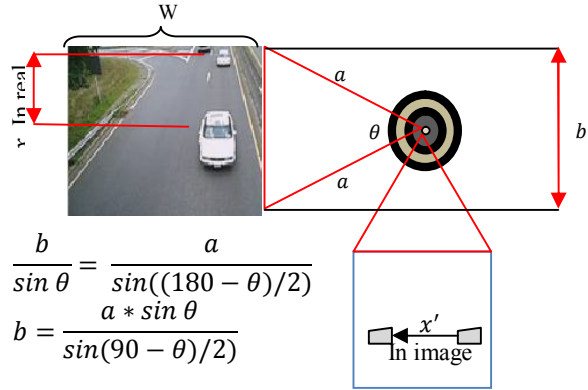 W
x In real
a
θ
a
b
b / sin θ = a / sin((180 − θ)/2)
b = a * sin θ / sin(90 − θ)/2)
x′
In image